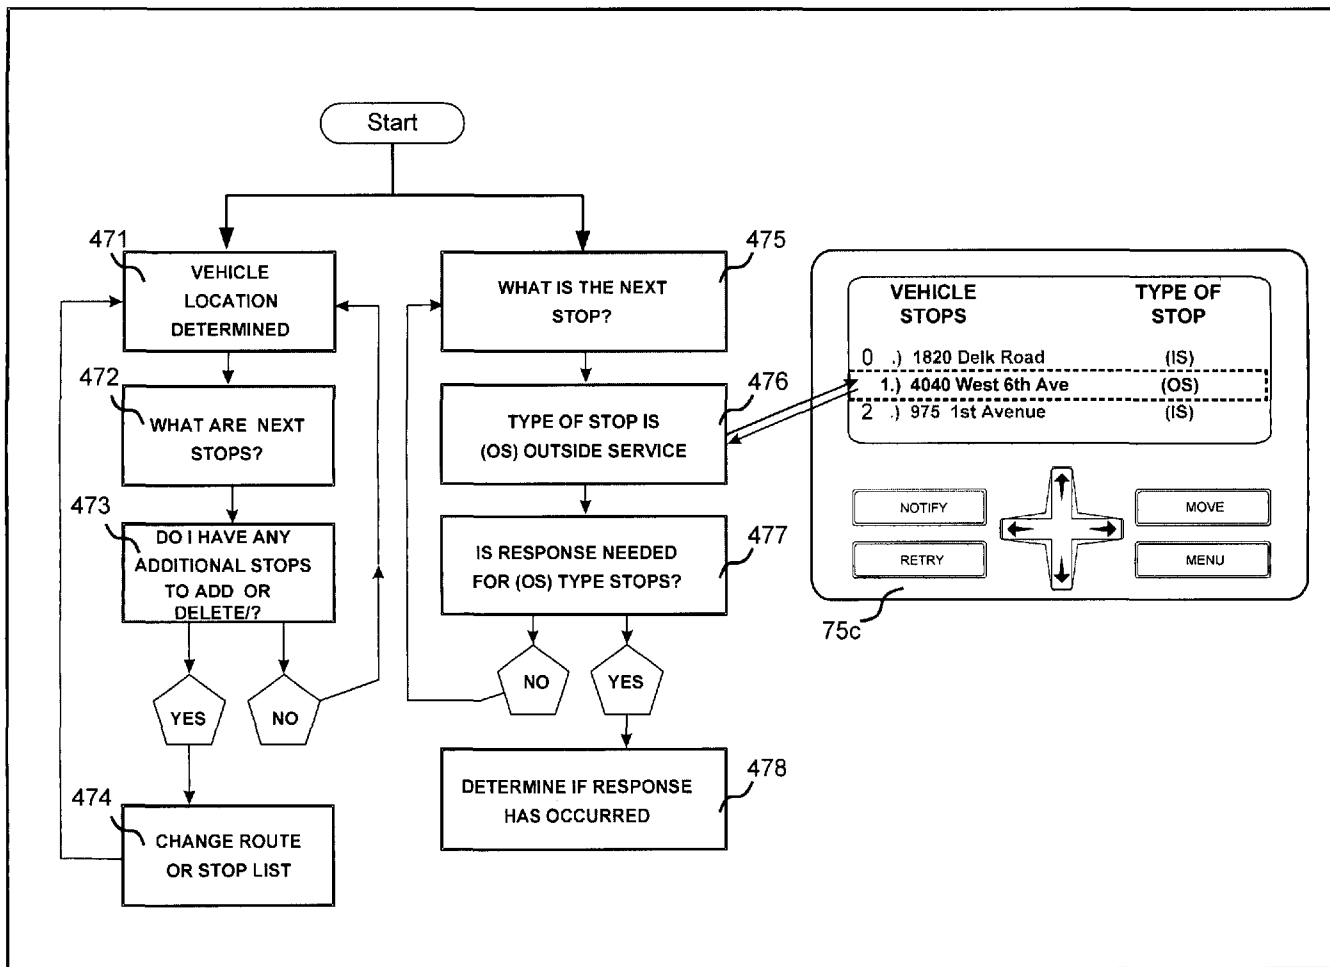 Start
471
VEHICLE
LOCATION
DETERMINED
472
WHAT ARE NEXT
STOPS?
473
DO I HAVE ANY
ADDITIONAL STOPS
TO ADD OR
DELETE/?
YES
NO
474
CHANGE ROUTE
OR STOP LIST
475
WHAT IS THE NEXT
STOP?
476
TYPE OF STOP IS
(OS) OUTSIDE SERVICE
477
IS RESPONSE NEEDED
FOR (OS) TYPE STOPS?
NO
YES
478
DETERMINE IF RESPONSE
HAS OCCURRED
VEHICLE STOPS
TYPE OF STOP
0 .) 1820 Delk Road (IS)
1.) 4040 West 6th Ave (OS)
2 .) 975 1st Avenue (IS)
NOTIFY
MOVE
RETRY
MENU
75c